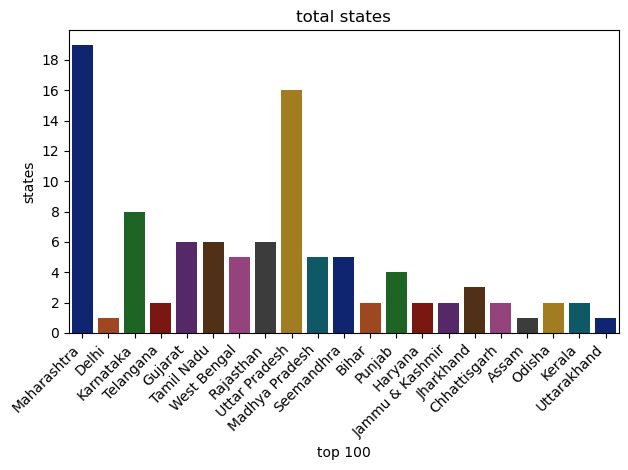 total states
states
18
16
14
12
10
8
6
4
2
0
Maharashtra
Delhi
Karnataka
Telangana
Gujarat
Tamil Nadu
West Bengal
Rajasthan
Uttar Pradesh
Madhya Pradesh
Seemandhra
Bihar
Punjab
Haryana
Jammu & Kashmir
Jharkhand
Chhattisgarh
Assam
Odisha
Kerala
Uttarakhand
top 100